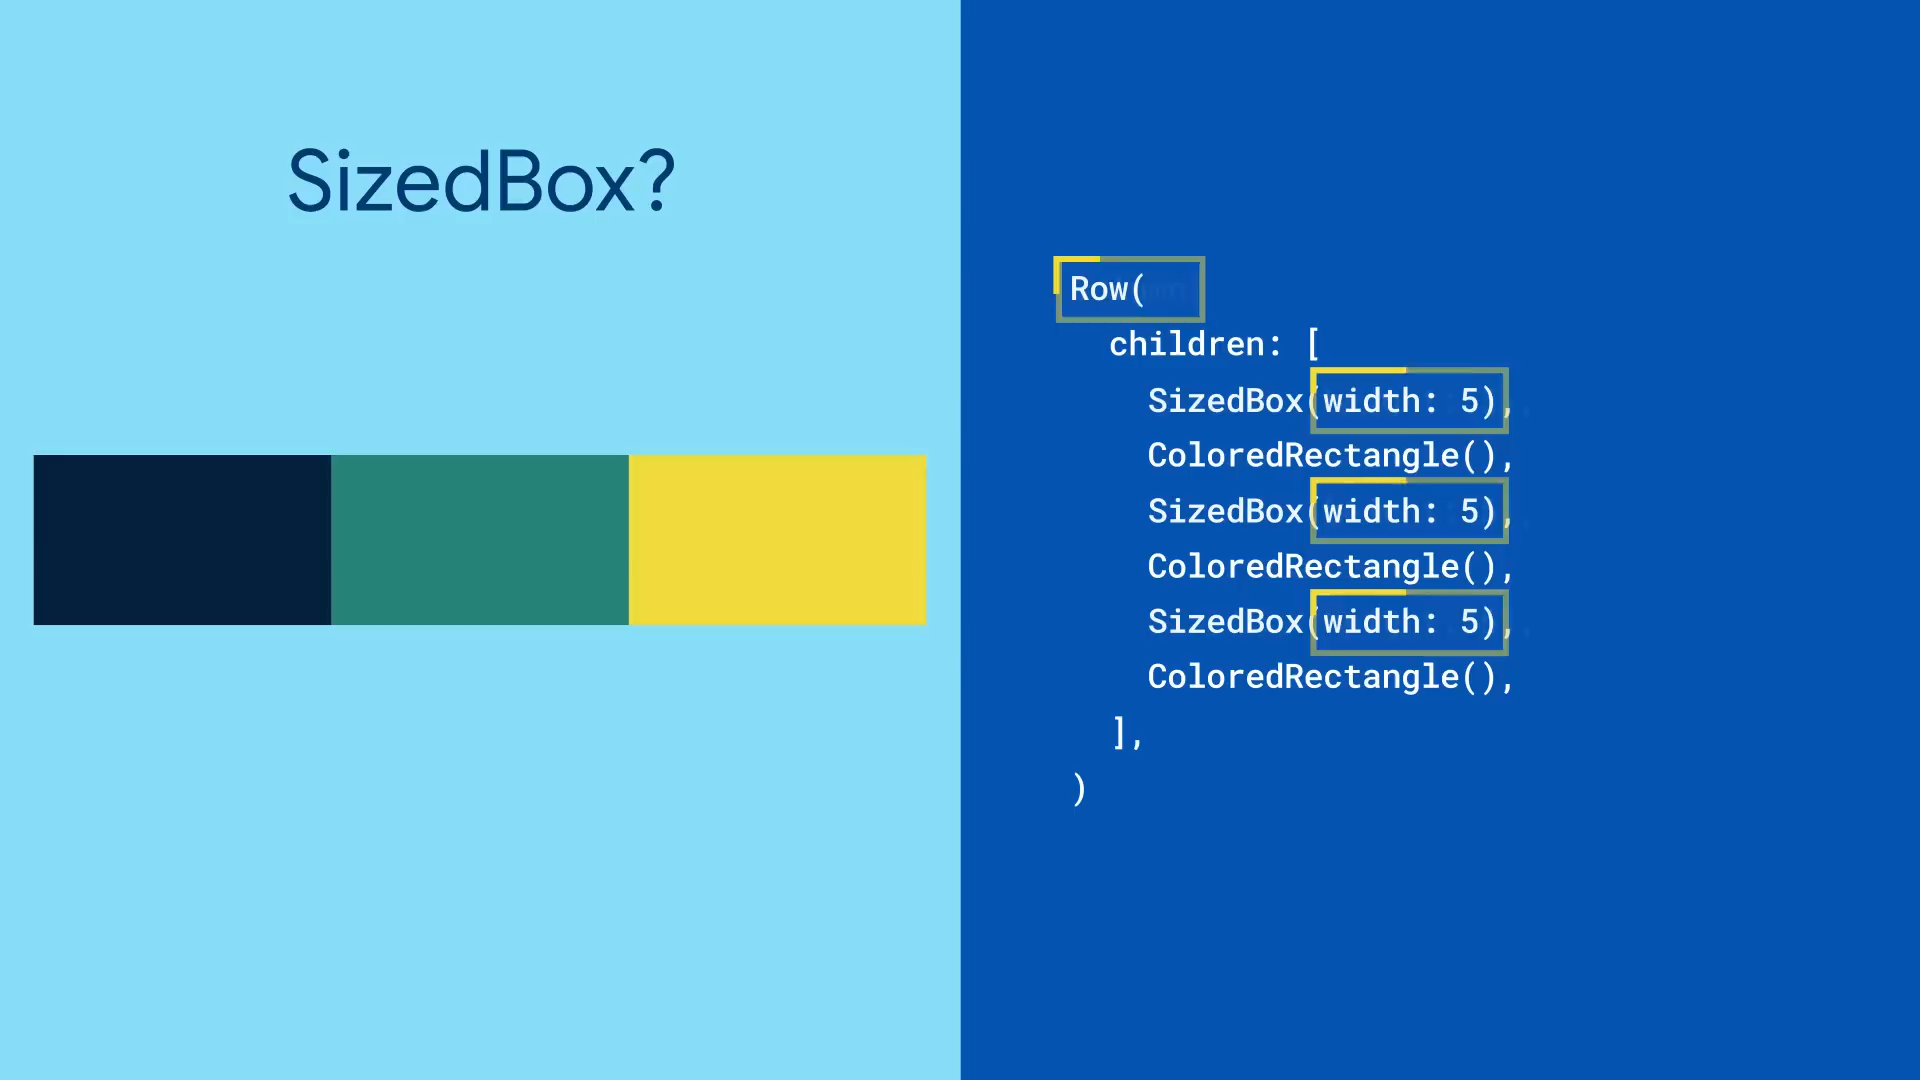 SizedBox?
Row(
children: [
SizedBox(width: 5),
ColoredRectangle(),
SizedBox(width: 5),
ColoredRectangle(),
SizedBox(width: 5),
ColoredRectangle(),
],
)